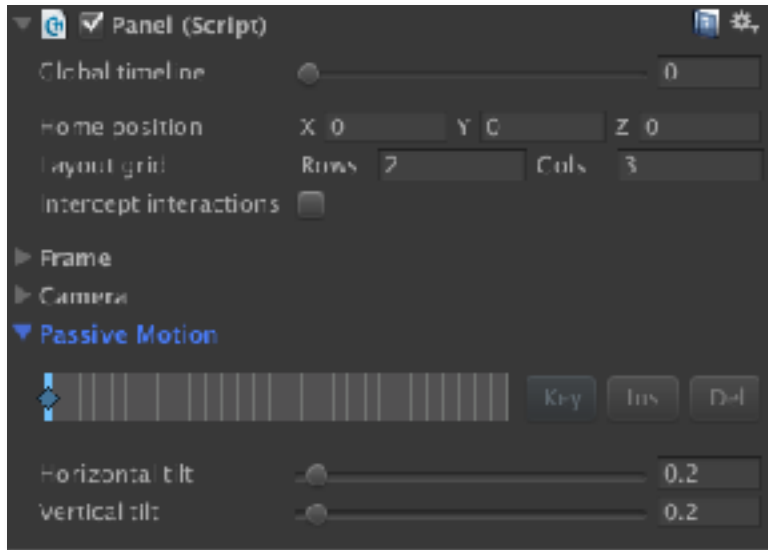 Panel (Script)
Global timeline 0
Home position X 0 Y 0 Z 0
Layout grid Rows 2 Cols 3
Intercept interactions
Frame
Camera
Passive Motion
Key Ins Del
Horizontal tilt 0.2
Vertical tilt 0.2